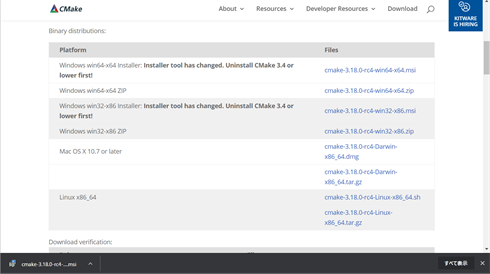 CMake
About
Resources
Developer Resources
Download
KITWARE
IS HIRING
Binary distributions:
Platform
Files
Windows win64-x64 Installer: Installer tool has changed. Uninstall CMake 3.4 or
lower first!
cmake-3.18.0-rc4-win64-x64.msi
Windows win64-x64 ZIP
cmake-3.18.0-rc4-win64-x64.zip
Windows win32-x86 Installer: Installer tool has changed. Uninstall CMake 3.4 or
lower first!
cmake-3.18.0-rc4-win32-x86.msi
Windows win32-x86 ZIP
cmake-3.18.0-rc4-win32-x86.zip
Mac OS X 10.7 or later
cmake-3.18.0-rc4-Darwin-
x86_64.dmg
cmake-3.18.0-rc4-Darwin-
x86_64.tar.gz
Linux x86_64
cmake-3.18.0-rc4-Linux-x86_64.sh
cmake-3.18.0-rc4-Linux-
x86_64.tar.gz
Download verification:
cmake-3.18.0-rc4-....msi
すべて表示